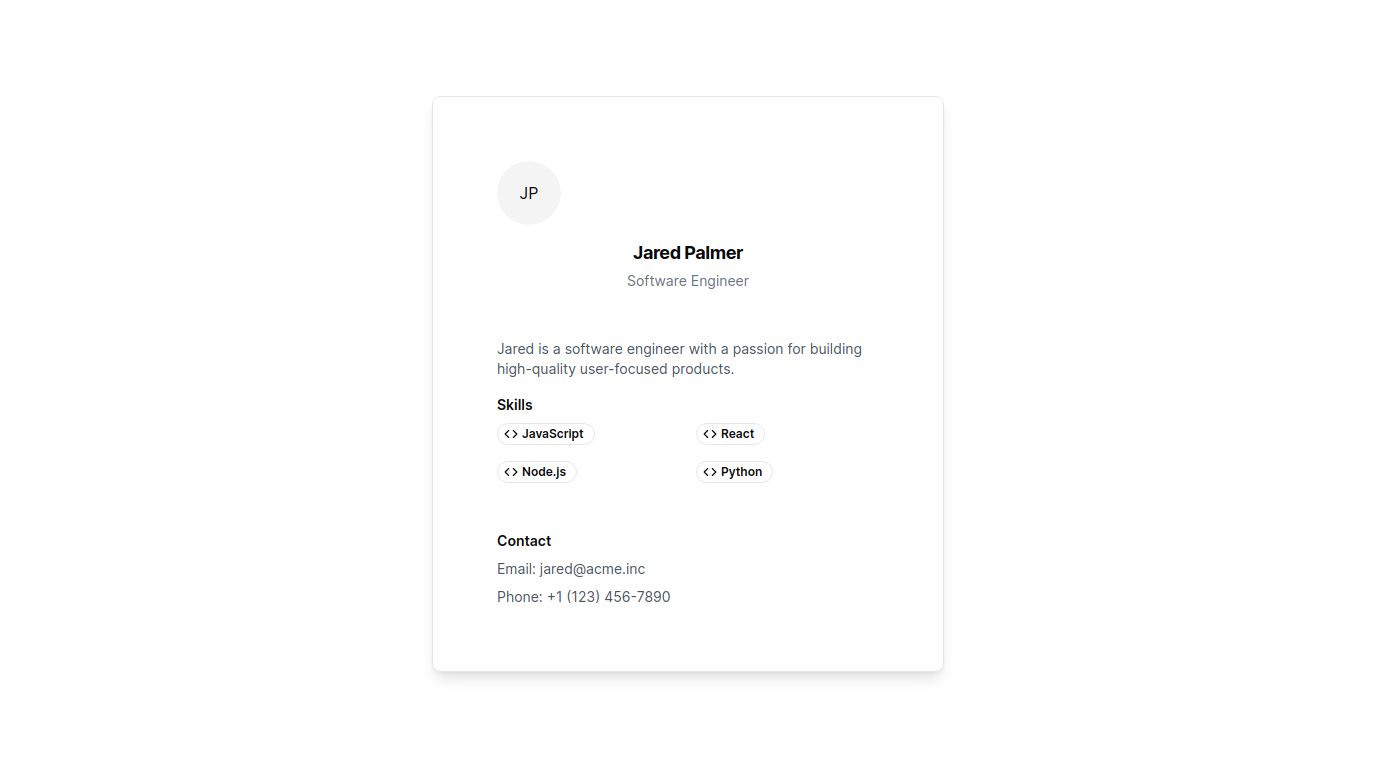 JP
Jared Palmer
Software Engineer
Jared is a software engineer with a passion for building
high-quality user-focused products.
Skills
JavaScript React
Node.js Python
Contact
Email: jared@acme.inc
Phone: +1 (123) 456-7890